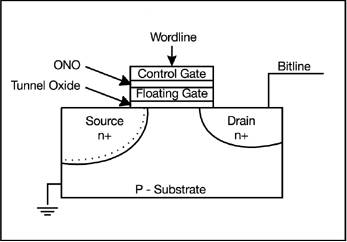 Wordline
ONO
Control Gate
Bitline
Tunnel Oxide
Floating Gate
Source
n+
Drain
n+
P - Substrate